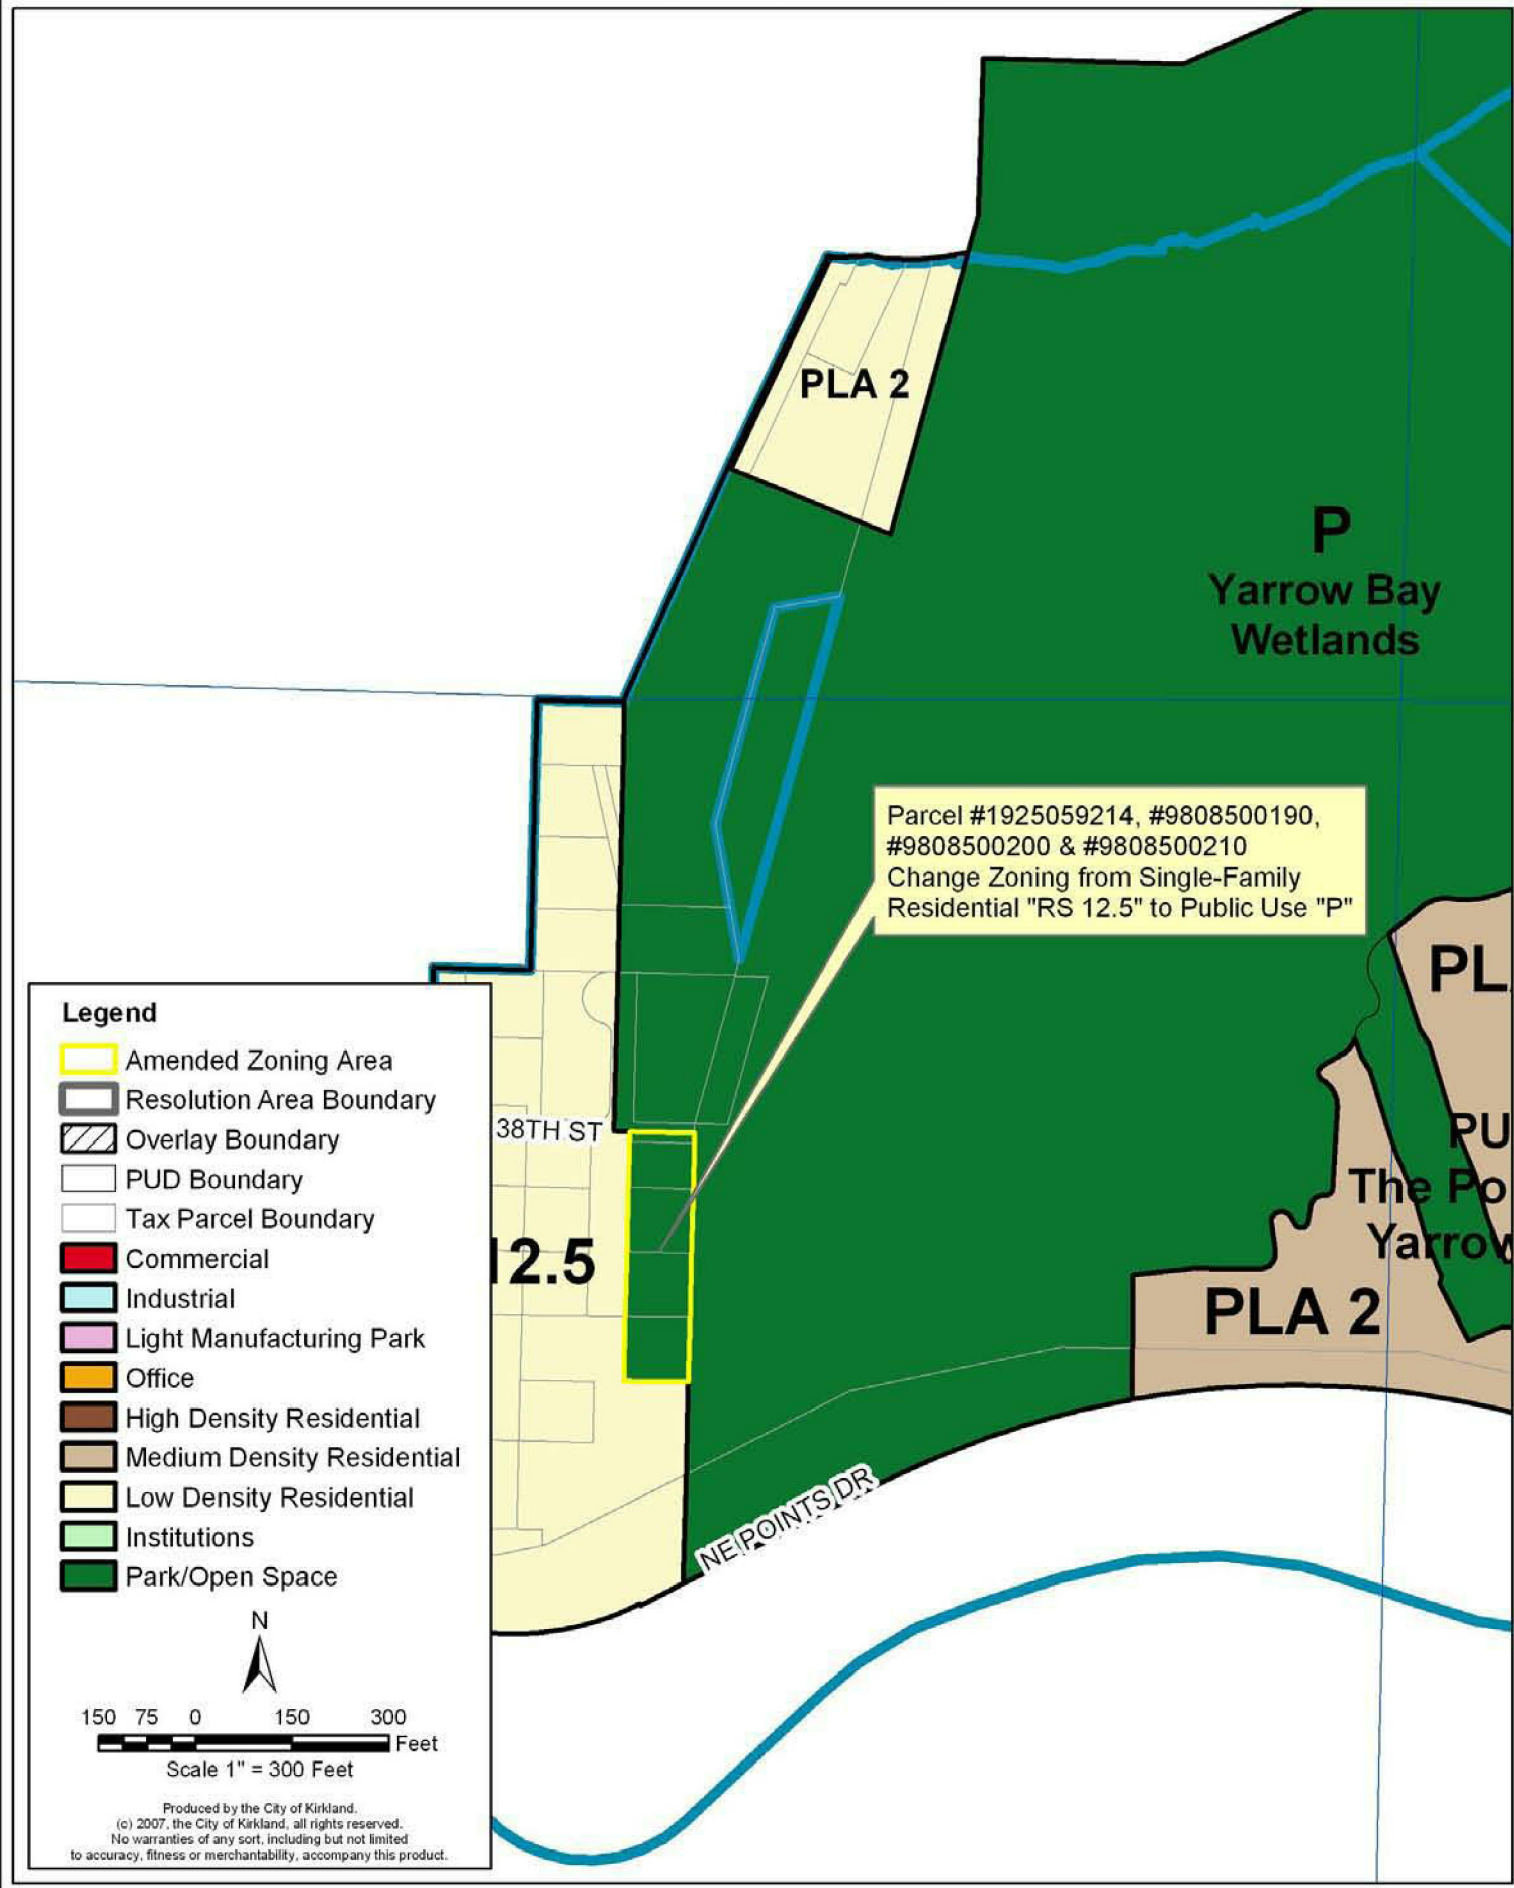 PLA 2
P
Yarrow Bay
Wetlands
Parcel #1925059214, #9808500190,
#9808500200 & #9808500210
Change Zoning from Single-Family
Residential "RS 12.5" to Public Use "P"
PL
PU
The Po
Yarrow
PLA 2
38TH ST
12.5
NE POINTS DR
Legend
Amended Zoning Area
Resolution Area Boundary
Overlay Boundary
PUD Boundary
Tax Parcel Boundary
Commercial
Industrial
Light Manufacturing Park
Office
High Density Residential
Medium Density Residential
Low Density Residential
Institutions
Park/Open Space
N
150 75 0 150 300
Feet
Scale 1" = 300 Feet
Produced by the City of Kirkland.
(c) 2007, the City of Kirkland, all rights reserved.
No warranties of any sort, including but not limited
to accuracy, fitness or merchantability, accompany this product.